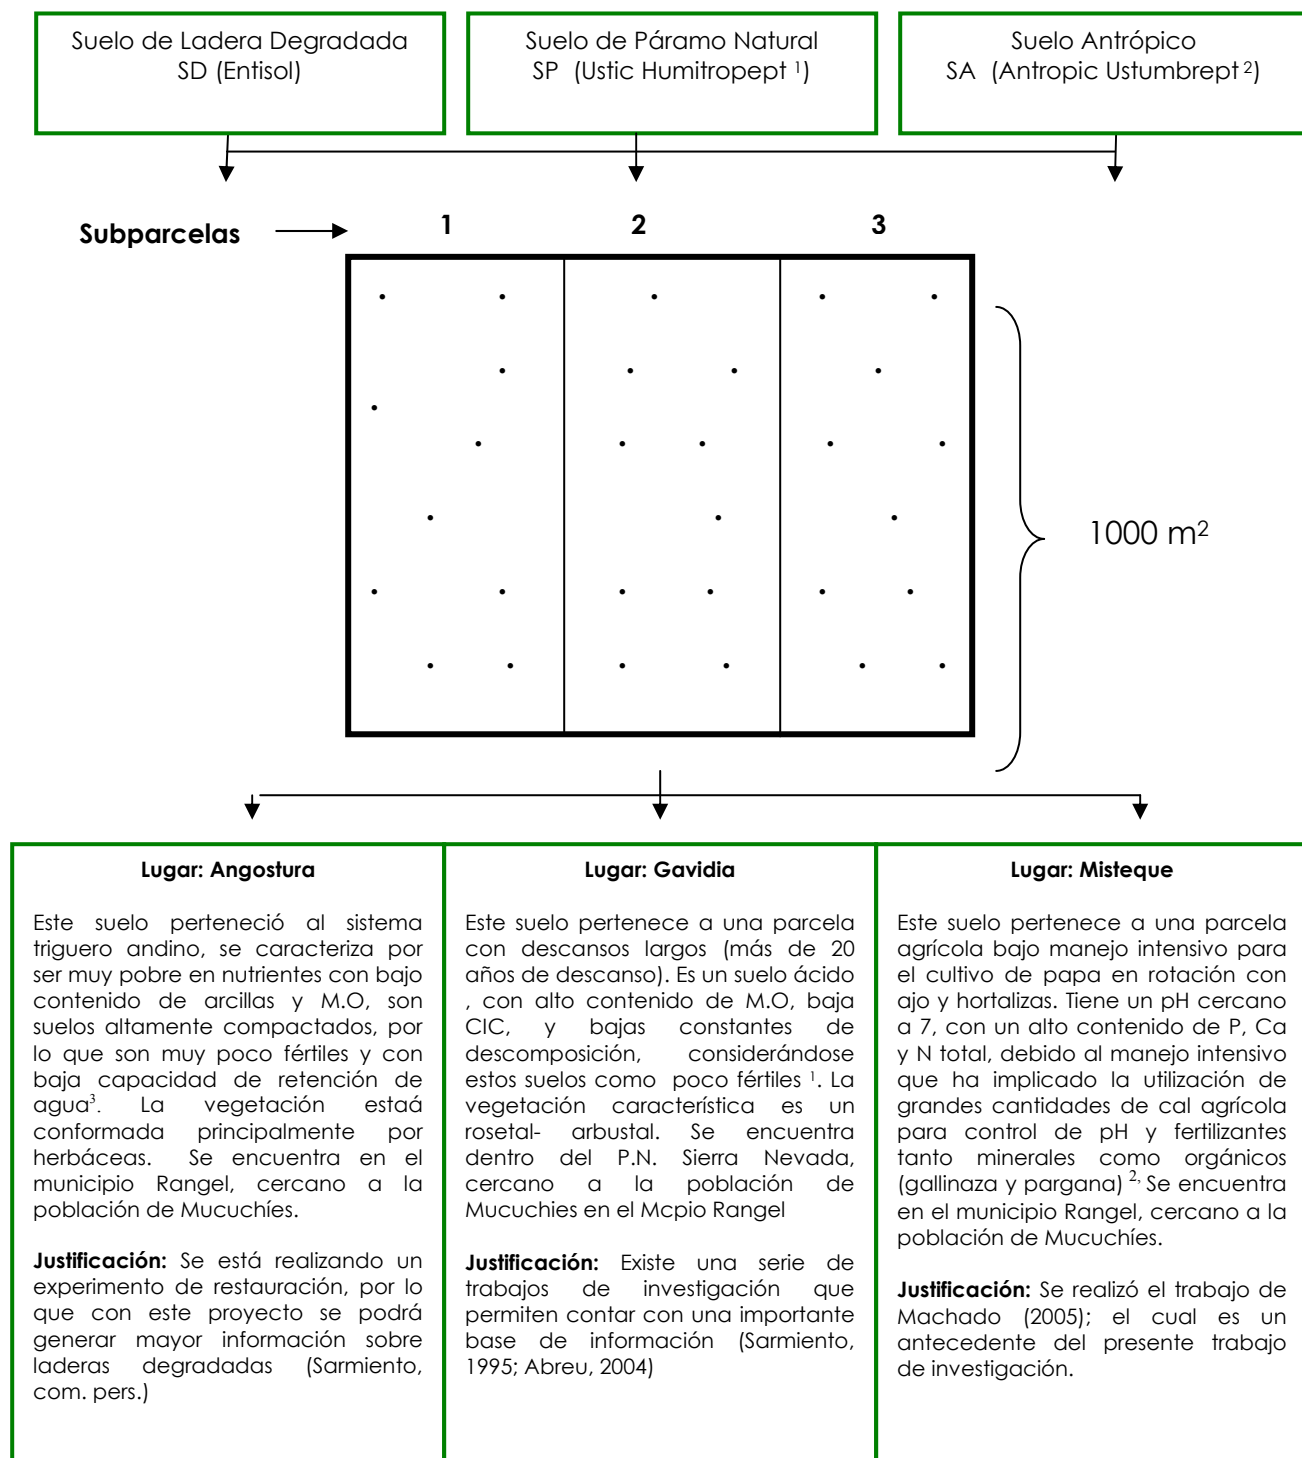 Suelo de Ladera Degradada
SD (Entisol)
Suelo de Páramo Natural
SP (Ustic Humitropept ¹)
Suelo Antrópico
SA (Antropic Ustumbrept ²)
Subparcelas
1
2
3
1000 m²
Lugar: Angostura
Este suelo perteneció al sistema
triguero andino, se caracteriza por
ser muy pobre en nutrientes con bajo
contenido de arcillas y M.O, son
suelos altamente compactados, por
lo que son muy poco fértiles y con
baja capacidad de retención de
agua³. La vegetación estaá
conformada principalmente por
herbáceas. Se encuentra en el
municipio Rangel, cercano a la
población de Mucuchíes.
Justificación: Se está realizando un
experimento de restauración, por lo
que con este proyecto se podrá
generar mayor información sobre
laderas degradadas (Sarmiento,
com. pers.)
Lugar: Gavidia
Este suelo pertenece a una parcela
con descansos largos (más de 20
años de descanso). Es un suelo ácido
, con alto contenido de M.O, baja
CIC, y bajas constantes de
descomposición, considerándose
estos suelos como poco fértiles ¹. La
vegetación característica es un
rosetal- arbustal. Se encuentra
dentro del P.N. Sierra Nevada,
cercano a la población de
Mucuchies en el Mcpio Rangel
Justificación: Existe una serie de
trabajos de investigación que
permiten contar con una importante
base de información (Sarmiento,
1995; Abreu, 2004)
Lugar: Misteque
Este suelo pertenece a una parcela
agrícola bajo manejo intensivo para
el cultivo de papa en rotación con
ajo y hortalizas. Tiene un pH cercano
a 7, con un alto contenido de P, Ca
y N total, debido al manejo intensivo
que ha implicado la utilización de
grandes cantidades de cal agrícola
para control de pH y fertilizantes
tanto minerales como orgánicos
(gallinaza y pargana) ²· Se encuentra
en el municipio Rangel, cercano a la
población de Mucuchíes.
Justificación: Se realizó el trabajo de
Machado (2005); el cual es un
antecedente del presente trabajo
de investigación.